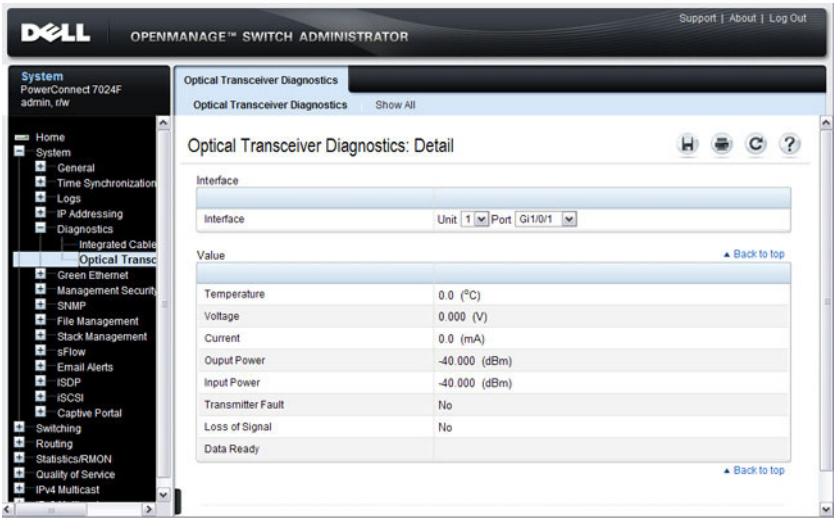 Support | About | Log Out
DELL
OPENMANAGE™ SWITCH ADMINISTRATOR
System
PowerConnect 7024F
admin, r/w
Optical Transceiver Diagnostics
Optical Transceiver Diagnostics Show All
Home
System
General
Time Synchronization
Logs
IP Addressing
Diagnostics
Integrated Cable
Optical Transc
Green Ethernet
Management Security
SNMP
File Management
Stack Management
sFlow
Email Alerts
ISDP
iSCSI
Captive Portal
Switching
Routing
Statistics/RMON
Quality of Service
IPv4 Multicast
Optical Transceiver Diagnostics: Detail
Interface
Interface Unit 1 Port Gi1/0/1
Value ▲ Back to top
Temperature 0.0 (°C)
Voltage 0.000 (V)
Current 0.0 (mA)
Ouput Power -40.000 (dBm)
Input Power -40.000 (dBm)
Transmitter Fault No
Loss of Signal No
Data Ready
▲ Back to top